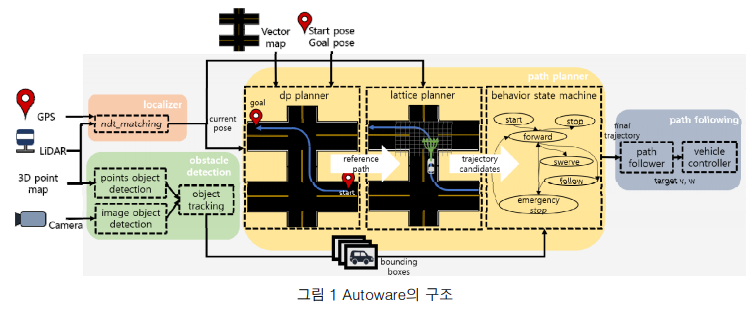 Vector
map
Start pose
Goal pose
path planner
localizer
dp planner
lattice planner
behavior state machine
GPS
ndt_matching
current
pose
goal
start
stop
final
trajectory
path following
forward
LiDAR
obstacle
detection
reference
path
trajectory
candidates
swerve
path
follower
vehicle
controller
3D point
map
points object
detection
object
tracking
start
follow
target v, w
Camera
image object
detection
emergency
stop
bounding
boxes
그림 1 Autoware의 구조